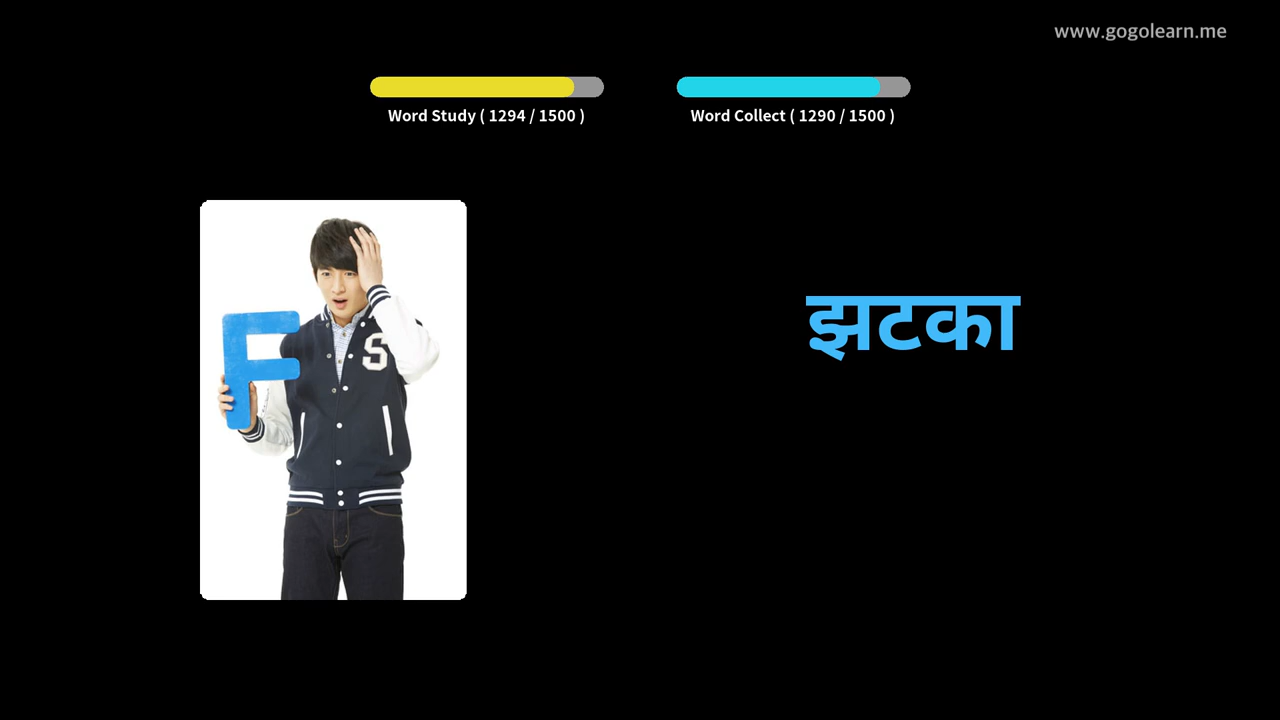 www.gogolearn.me
Word Study ( 1294 / 1500 )
Word Collect ( 1290 / 1500 )
F
S
झटका